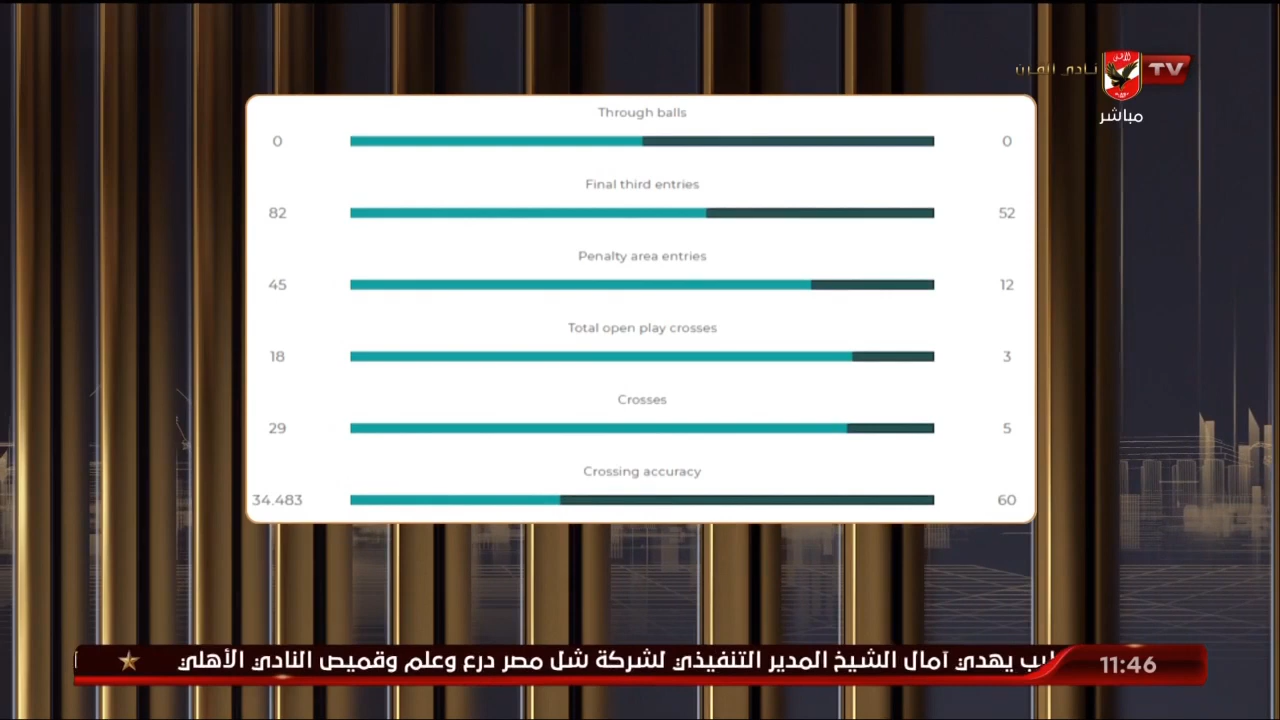 نادي القرن
TV
مباشر
Through balls
0 0
Final third entries
82 52
Penalty area entries
45 12
Total open play crosses
18 3
Crosses
29 5
Crossing accuracy
34.483 60
يهدي آمال الشيخ المدير التنفيذي لشركة شل مصر درع وعلم وقميص النادي الأهلي
11:46